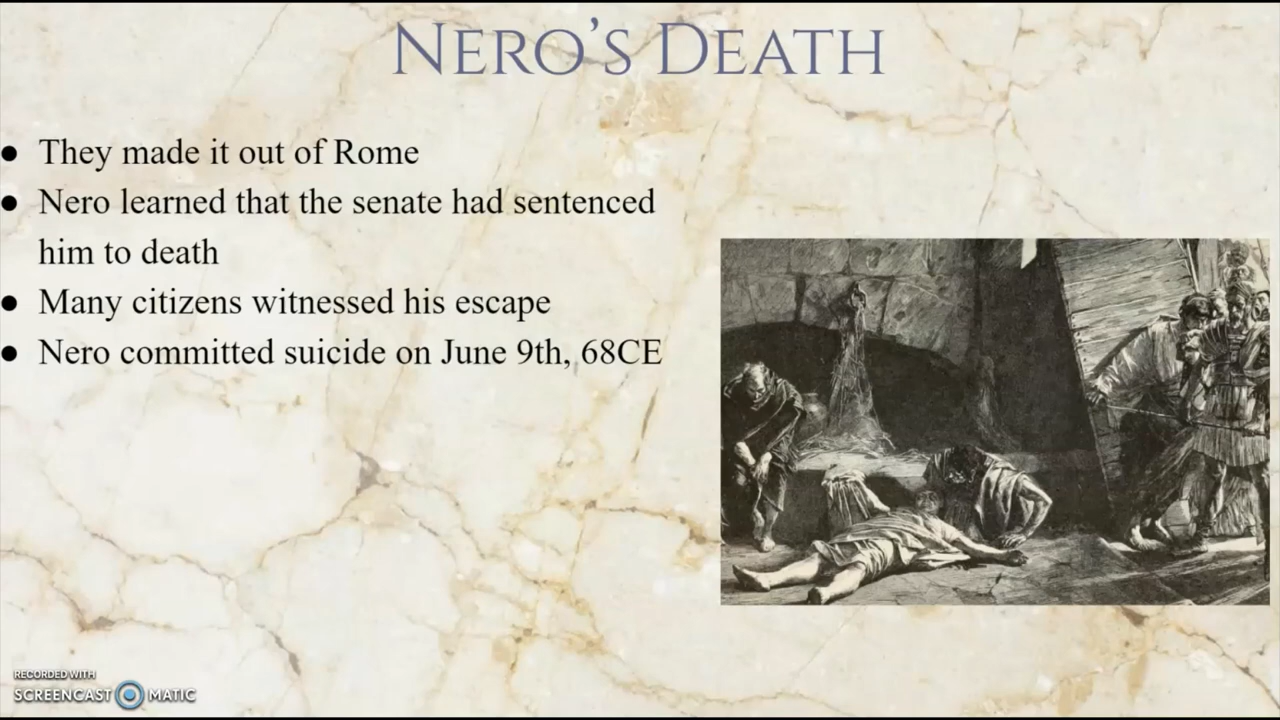 NERO'S DEATH
● They made it out of Rome
● Nero learned that the senate had sentenced
him to death
● Many citizens witnessed his escape
● Nero committed suicide on June 9th, 68CE
RECORDED WITH
SCREENCAST MATIC